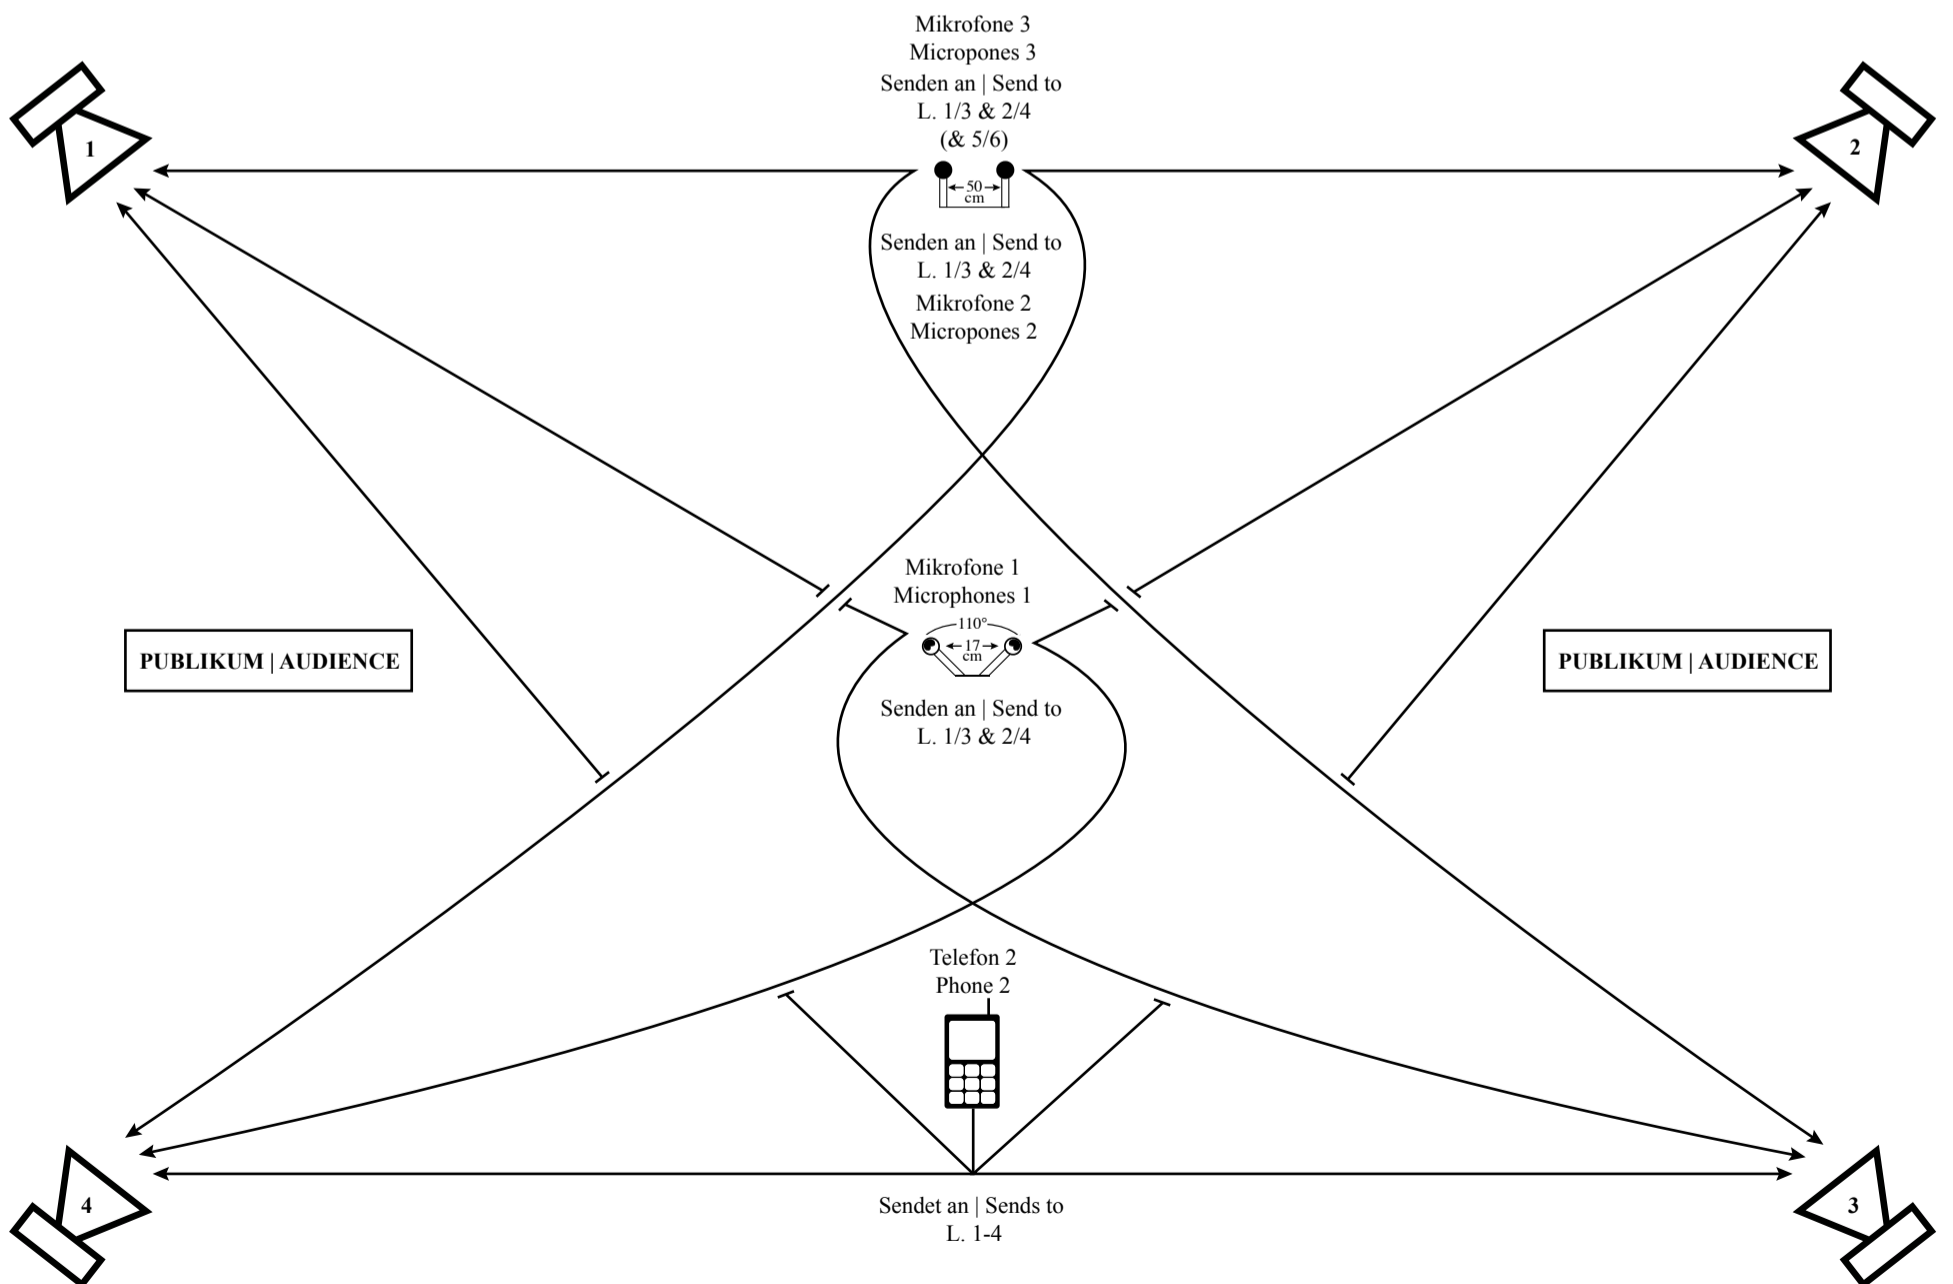 Mikrofone 3
Micropones 3
Senden an | Send to
L. 1/3 & 2/4
(& 5/6)
1
2
50
cm
Senden an | Send to
L. 1/3 & 2/4
Mikrofone 2
Micropones 2
Mikrofone 1
Microphones 1
110°
17
cm
PUBLIKUM | AUDIENCE
PUBLIKUM | AUDIENCE
Senden an | Send to
L. 1/3 & 2/4
Telefon 2
Phone 2
4
3
Sendet an | Sends to
L. 1-4